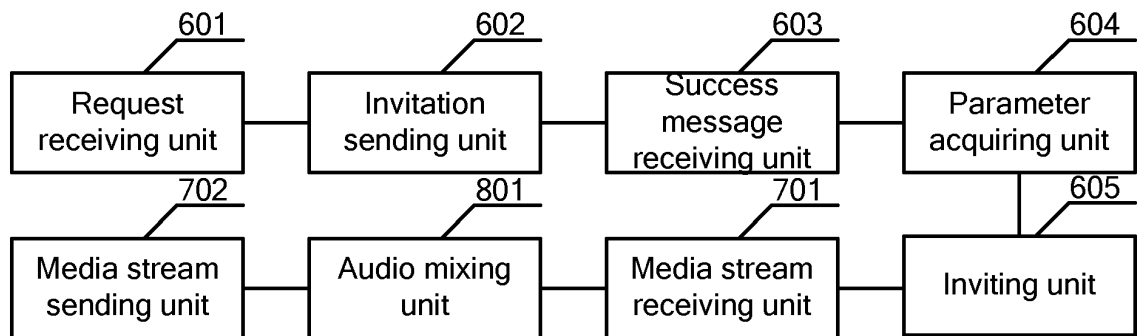 601
602
603
604
Request
receiving unit
Invitation
sending unit
Success
message
receiving unit
Parameter
acquiring unit
702
801
701
605
Media stream
sending unit
Audio mixing
unit
Media stream
receiving unit
Inviting unit